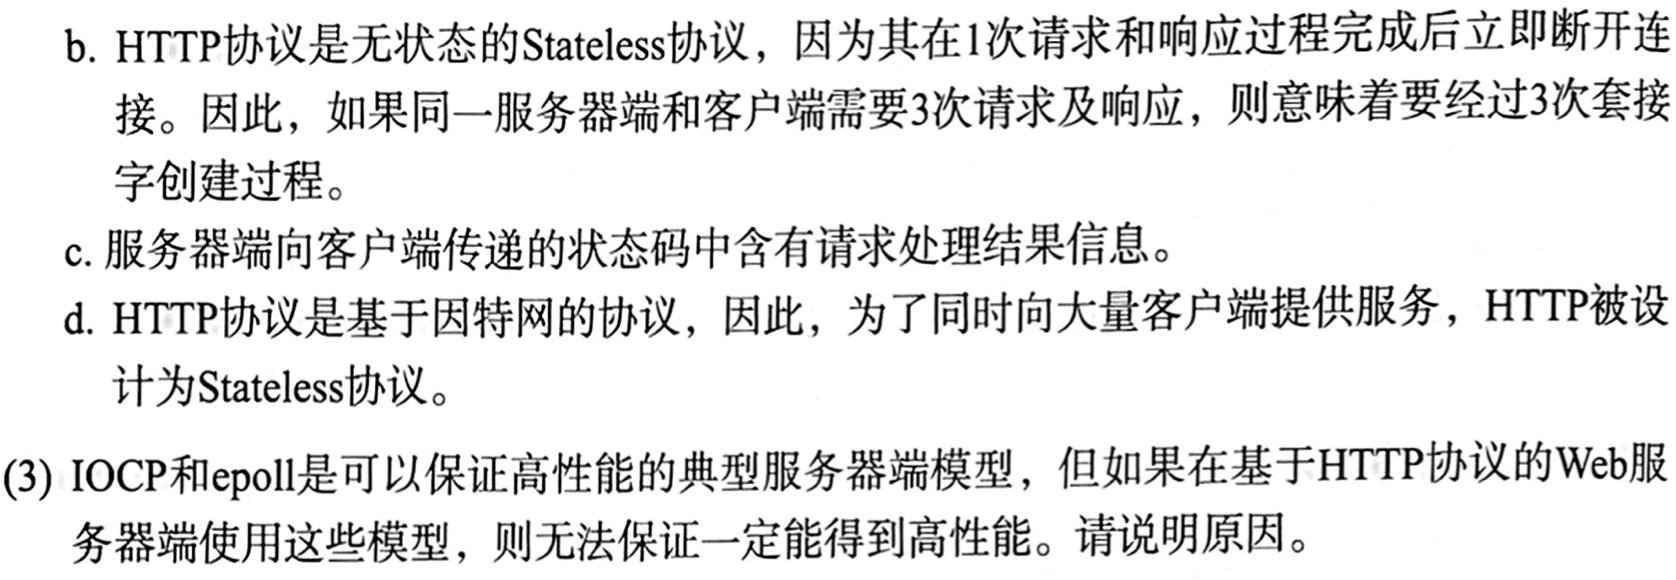 b. HTTP协议是无状态的Stateless协议，因为其在1次请求和响应过程完成后立即断开连
接。因此，如果同一服务器端和客户端需要3次请求及响应，则意味着要经过3次套接
字创建过程。
c. 服务器端向客户端传递的状态码中含有请求处理结果信息。
d. HTTP协议是基于因特网的协议，因此，为了同时向大量客户端提供服务，HTTP被设
计为Stateless协议。
(3) IOCP和epoll是可以保证高性能的典型服务器端模型，但如果在基于HTTP协议的Web服
务器端使用这些模型，则无法保证一定能得到高性能。请说明原因。